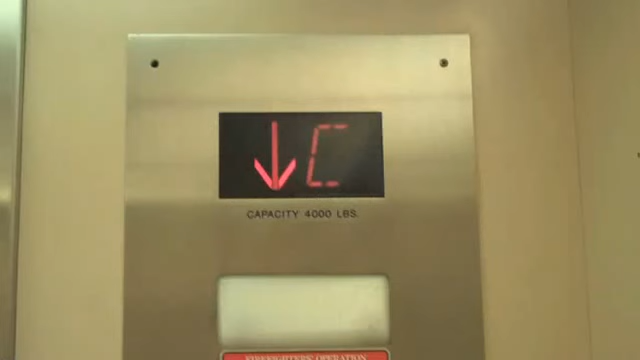 ↓ C
CAPACITY 4000 LBS.
FIREFIGHTERS' OPERATION